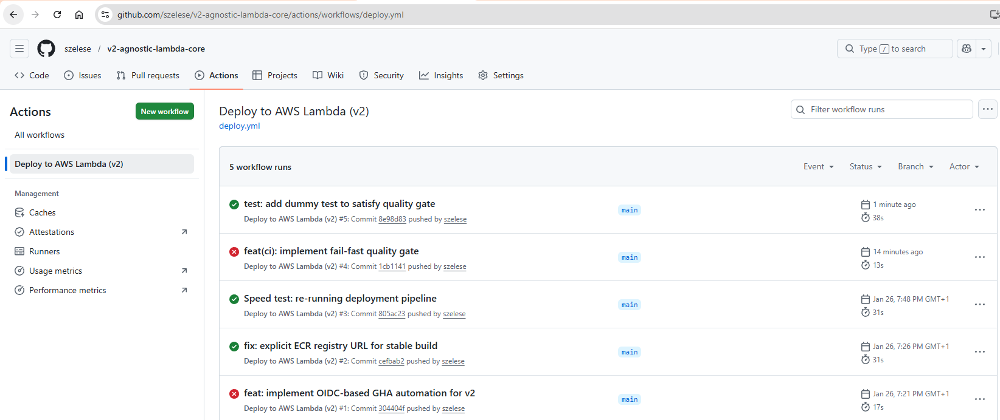 github.com/szelese/v2-agnostic-lambda-core/actions/workflows/deploy.yml
szelese / v2-agnostic-lambda-core
Type / to search
Code Issues Pull requests Actions Projects Wiki Security Insights Settings
Actions
New workflow
All workflows
Deploy to AWS Lambda (v2)
Management
Caches
Attestations
Runners
Usage metrics
Performance metrics
Deploy to AWS Lambda (v2)
deploy.yml
Filter workflow runs
5 workflow runs
Event Status Branch Actor
test: add dummy test to satisfy quality gate
Deploy to AWS Lambda (v2) #5: Commit 8e98d83 pushed by szelese
main
1 minute ago
38s
feat(ci): implement fail-fast quality gate
Deploy to AWS Lambda (v2) #4: Commit 1cb1141 pushed by szelese
main
14 minutes ago
13s
Speed test: re-running deployment pipeline
Deploy to AWS Lambda (v2) #3: Commit 805ac23 pushed by szelese
main
Jan 26, 7:48 PM GMT+1
31s
fix: explicit ECR registry URL for stable build
Deploy to AWS Lambda (v2) #2: Commit cefbab2 pushed by szelese
main
Jan 26, 7:26 PM GMT+1
31s
feat: implement OIDC-based GHA automation for v2
Deploy to AWS Lambda (v2) #1: Commit 304404f pushed by szelese
main
Jan 26, 7:21 PM GMT+1
17s